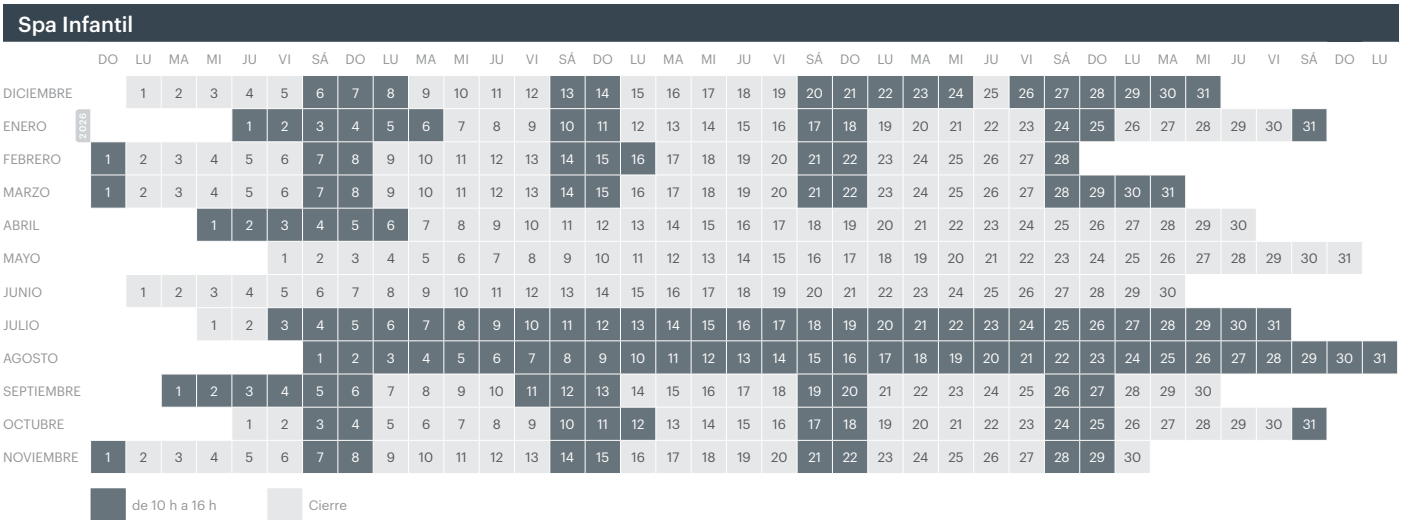 Spa Infantil
DO LU MA MI JU VI SÁ DO LU MA MI JU VI SÁ DO LU MA MI JU VI SÁ DO LU MA MI JU VI SÁ DO LU MA MI JU VI SÁ DO LU
DICIEMBRE 1 2 3 4 5 6 7 8 9 10 11 12 13 14 15 16 17 18 19 20 21 22 23 24 25 26 27 28 29 30 31
ENERO 2026 1 2 3 4 5 6 7 8 9 10 11 12 13 14 15 16 17 18 19 20 21 22 23 24 25 26 27 28 29 30 31
FEBRERO 1 2 3 4 5 6 7 8 9 10 11 12 13 14 15 16 17 18 19 20 21 22 23 24 25 26 27 28
MARZO 1 2 3 4 5 6 7 8 9 10 11 12 13 14 15 16 17 18 19 20 21 22 23 24 25 26 27 28 29 30 31
ABRIL 1 2 3 4 5 6 7 8 9 10 11 12 13 14 15 16 17 18 19 20 21 22 23 24 25 26 27 28 29 30
MAYO 1 2 3 4 5 6 7 8 9 10 11 12 13 14 15 16 17 18 19 20 21 22 23 24 25 26 27 28 29 30 31
JUNIO 1 2 3 4 5 6 7 8 9 10 11 12 13 14 15 16 17 18 19 20 21 22 23 24 25 26 27 28 29 30
JULIO 1 2 3 4 5 6 7 8 9 10 11 12 13 14 15 16 17 18 19 20 21 22 23 24 25 26 27 28 29 30 31
AGOSTO 1 2 3 4 5 6 7 8 9 10 11 12 13 14 15 16 17 18 19 20 21 22 23 24 25 26 27 28 29 30 31
SEPTIEMBRE 1 2 3 4 5 6 7 8 9 10 11 12 13 14 15 16 17 18 19 20 21 22 23 24 25 26 27 28 29 30
OCTUBRE 1 2 3 4 5 6 7 8 9 10 11 12 13 14 15 16 17 18 19 20 21 22 23 24 25 26 27 28 29 30 31
NOVIEMBRE 1 2 3 4 5 6 7 8 9 10 11 12 13 14 15 16 17 18 19 20 21 22 23 24 25 26 27 28 29 30
de 10 h a 16 h Cierre